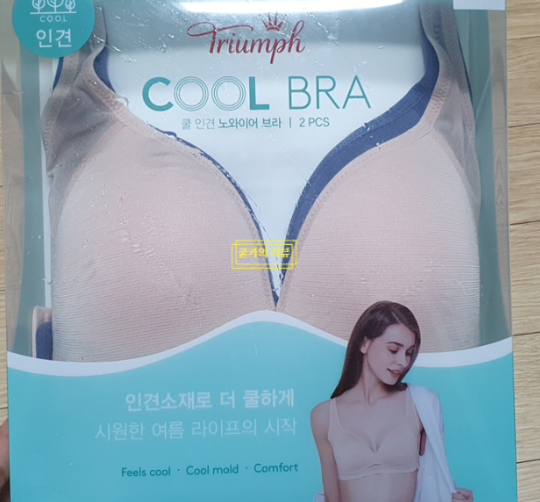 COOL
인견
Triumph
COOL BRA
쿨 인견 노와이어 브라 | 2 PCS
인견소재로 더 쿨하게
시원한 여름 라이프의 시작
Feels cool · Cool mold · Comfort